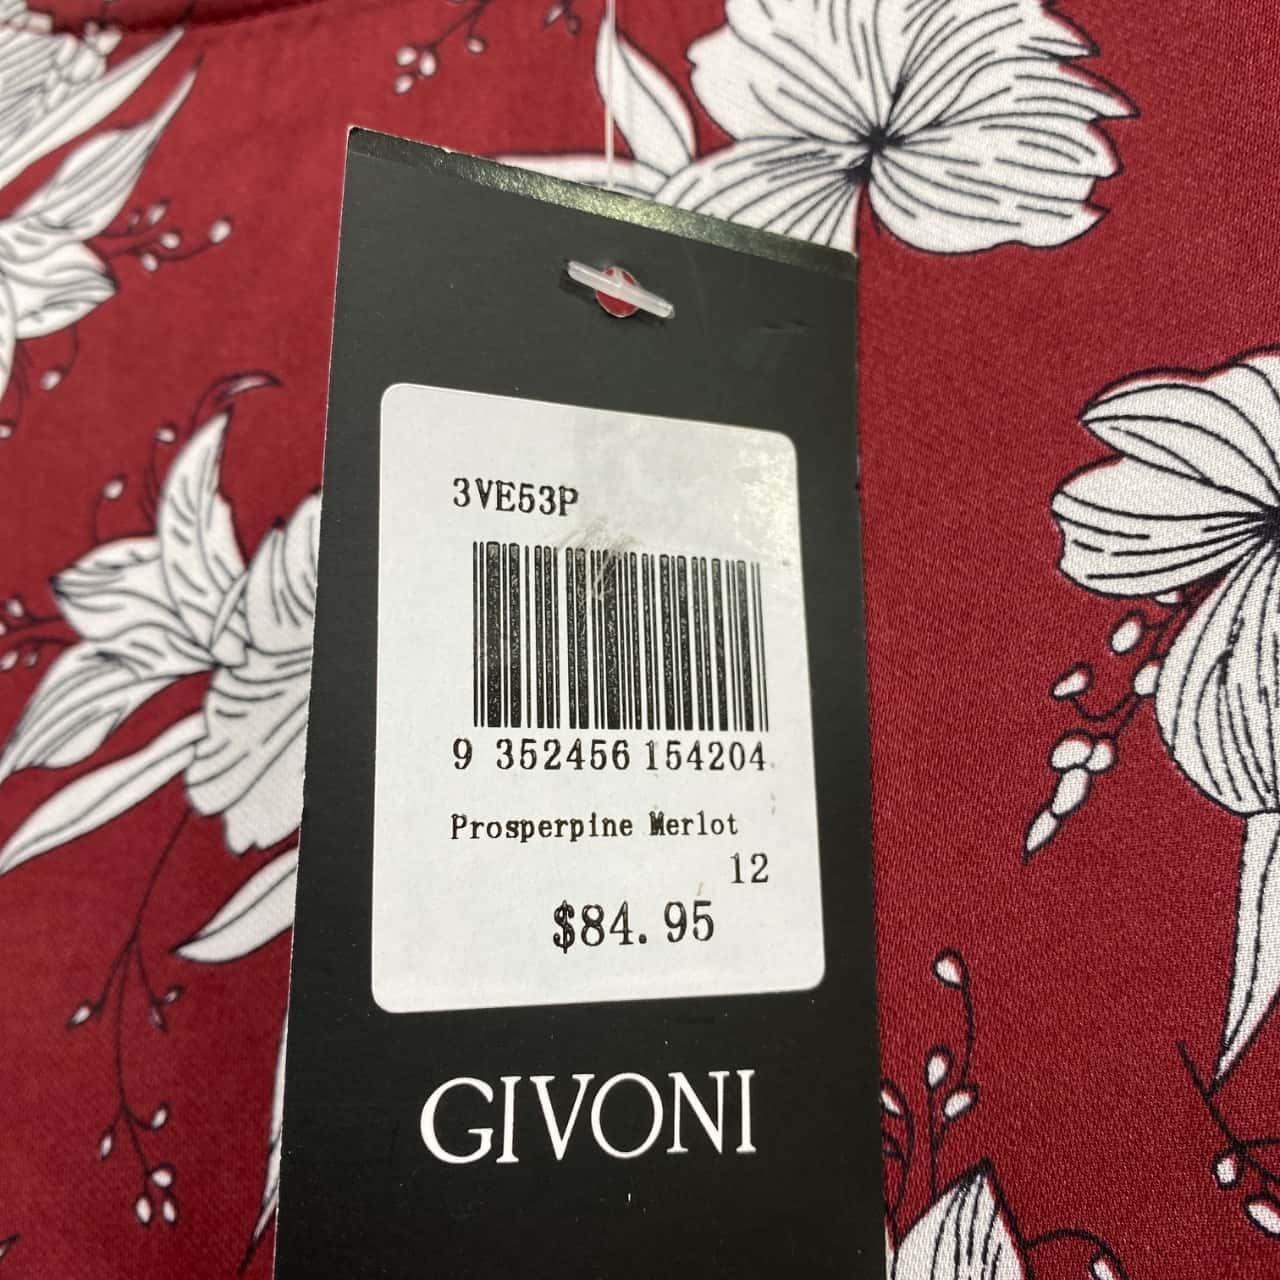 3VE53P
9 352456 154204
Prosperpine Merlot
12
$84.95
GIVONI